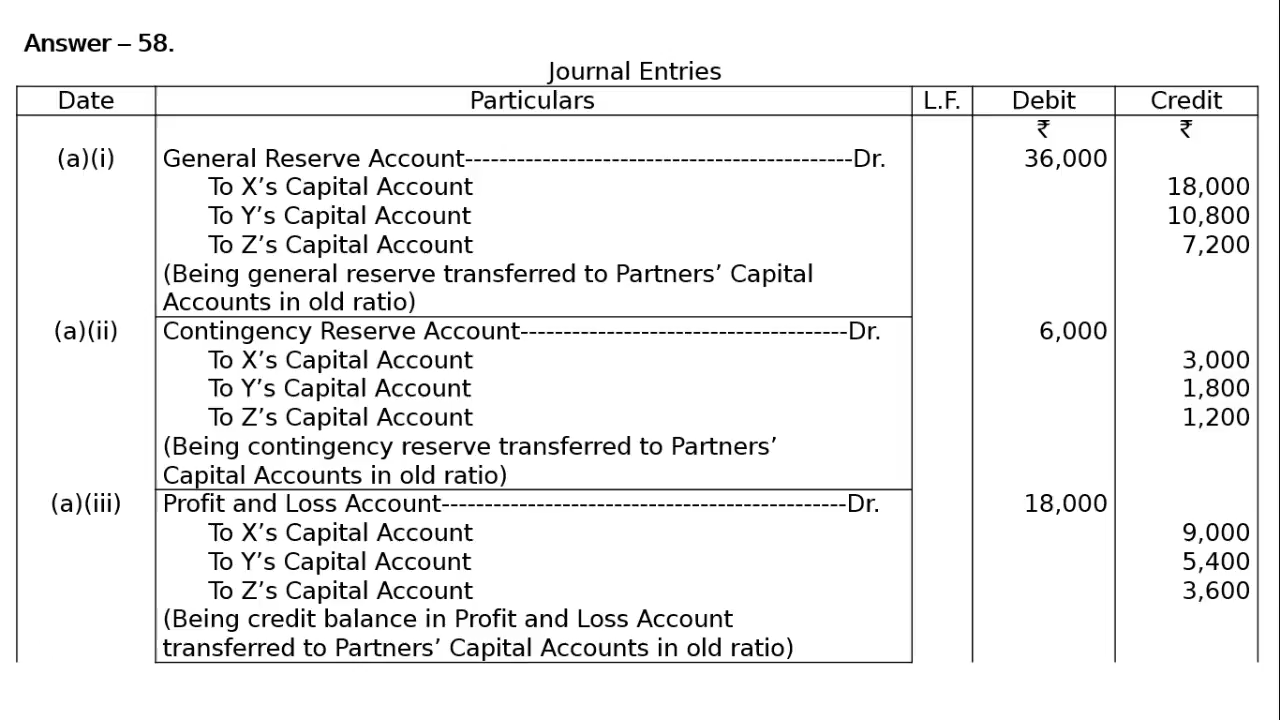 Answer – 58.
Journal Entries
Date Particulars L.F. Debit Credit
₹ ₹
(a)(i) General Reserve Account---------------------------------------------Dr. 36,000
To X’s Capital Account 18,000
To Y’s Capital Account 10,800
To Z’s Capital Account 7,200
(Being general reserve transferred to Partners’ Capital
Accounts in old ratio)
(a)(ii) Contingency Reserve Account--------------------------------------Dr. 6,000
To X’s Capital Account 3,000
To Y’s Capital Account 1,800
To Z’s Capital Account 1,200
(Being contingency reserve transferred to Partners’
Capital Accounts in old ratio)
(a)(iii) Profit and Loss Account-----------------------------------------------Dr. 18,000
To X’s Capital Account 9,000
To Y’s Capital Account 5,400
To Z’s Capital Account 3,600
(Being credit balance in Profit and Loss Account
transferred to Partners’ Capital Accounts in old ratio)